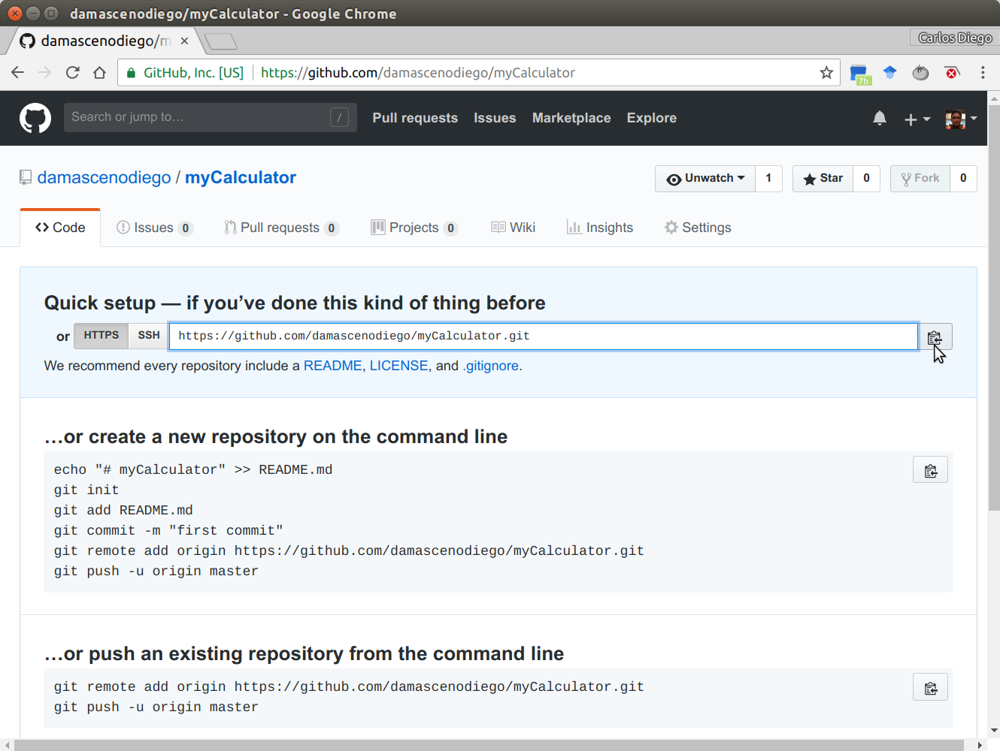 damascenodiego/myCalculator - Google Chrome
damascenodiego/m
Carlos Diego
GitHub, Inc. [US] https://github.com/damascenodiego/myCalculator
7h
Search or jump to… /
Pull requests Issues Marketplace Explore
damascenodiego / myCalculator
Unwatch 1 Star 0 Fork 0
Code Issues 0 Pull requests 0 Projects 0 Wiki Insights Settings
Quick setup — if you’ve done this kind of thing before
or HTTPS SSH https://github.com/damascenodiego/myCalculator.git
We recommend every repository include a README, LICENSE, and .gitignore.
…or create a new repository on the command line
echo "# myCalculator" >> README.md
git init
git add README.md
git commit -m "first commit"
git remote add origin https://github.com/damascenodiego/myCalculator.git
git push -u origin master
…or push an existing repository from the command line
git remote add origin https://github.com/damascenodiego/myCalculator.git
git push -u origin master